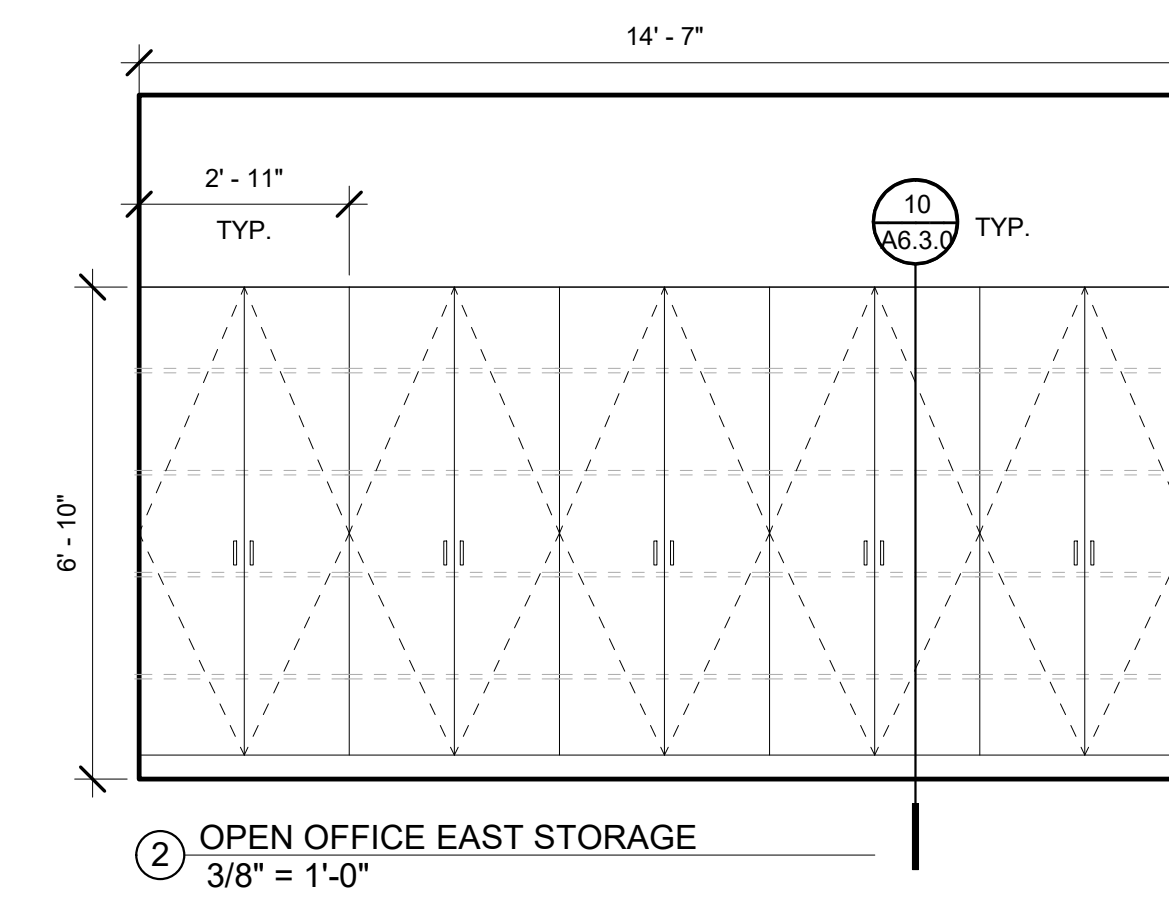 14' - 7"
2' - 11"
TYP.
10
A6.3.0
TYP.
6' - 10"
2
OPEN OFFICE EAST STORAGE
3/8" = 1'-0"